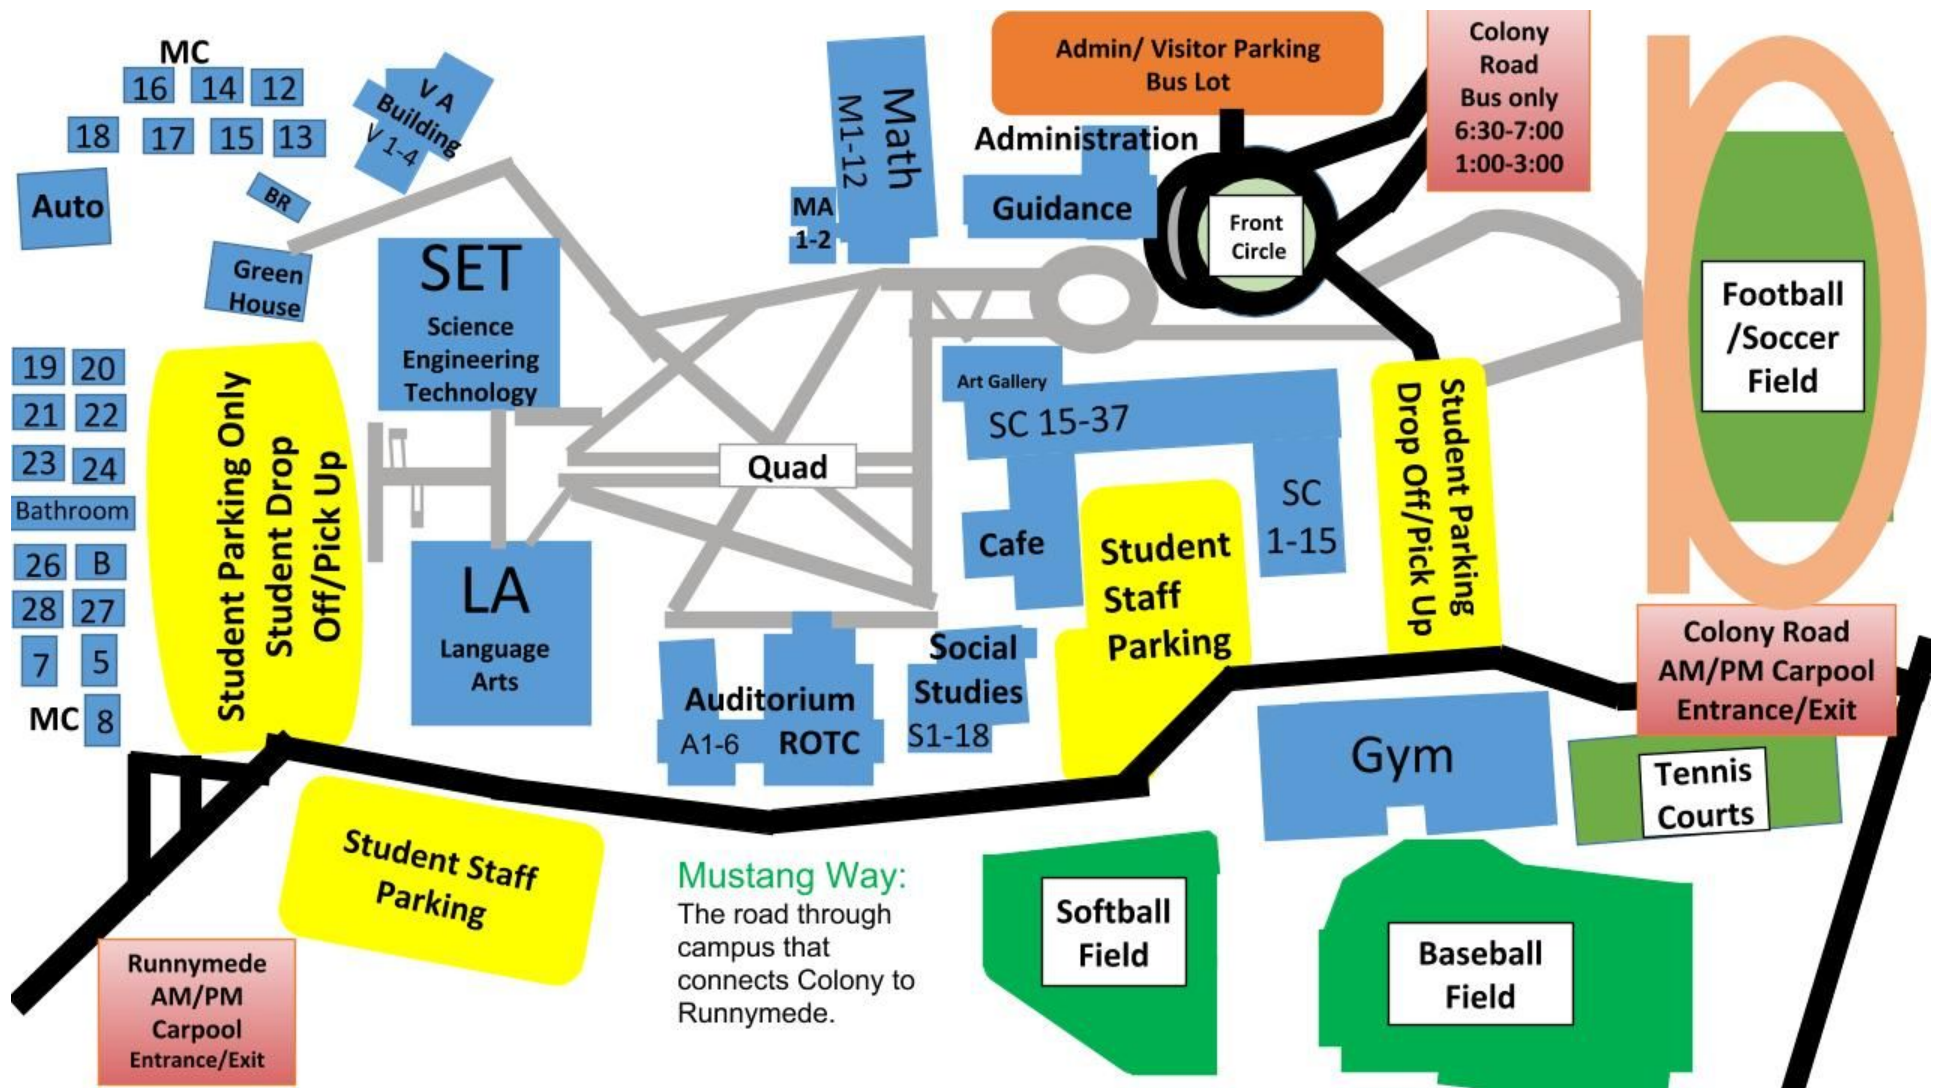 MC
16
14
12
18
17
15
13
Auto
BR
Green
House
V A
Building
V 1-4
SET
Science
Engineering
Technology
Math
M1-12
MA
1-2
Admin/ Visitor Parking
Bus Lot
Administration
Guidance
Front
Circle
Colony
Road
Bus only
6:30-7:00
1:00-3:00
Football
/Soccer
Field
19
20
21
22
23
24
Bathroom
26
B
28
27
7
5
MC
8
Student Parking Only
Student Drop
Off/Pick Up
Quad
LA
Language
Arts
Art Gallery
SC 15-37
SC
1-15
Cafe
Student
Staff
Parking
Student Parking
Drop Off/Pick Up
Auditorium
A1-6
ROTC
Social
Studies
S1-18
Colony Road
AM/PM Carpool
Entrance/Exit
Gym
Tennis
Courts
Student Staff
Parking
Mustang Way:
The road through
campus that
connects Colony to
Runnymede.
Softball
Field
Baseball
Field
Runnymede
AM/PM
Carpool
Entrance/Exit